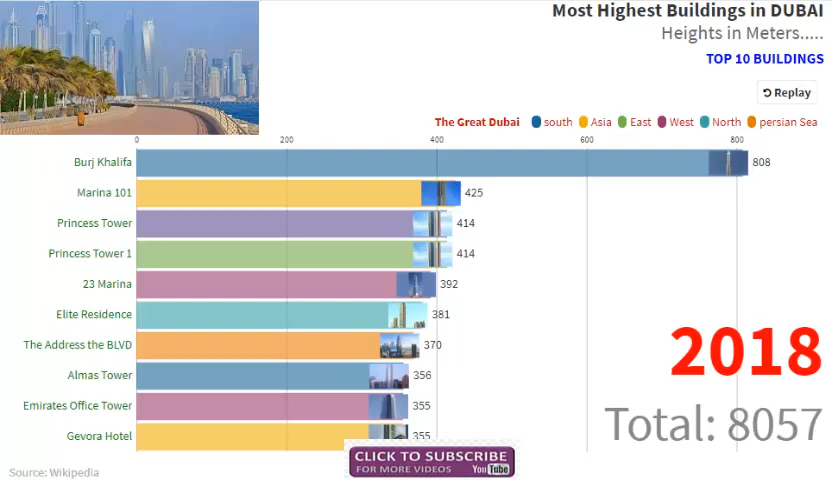 Most Highest Buildings in DUBAI
Heights in Meters.....
TOP 10 BUILDINGS
Replay
The Great Dubai south Asia East West North persian Sea
0 200 400 600 800
Burj Khalifa 808
Marina 101 425
Princess Tower 414
Princess Tower 1 414
23 Marina 392
Elite Residence 381
The Address the BLVD 370
Almas Tower 356
Emirates Office Tower 355
Gevora Hotel 355
2018
Total: 8057
CLICK TO SUBSCRIBE
FOR MORE VIDEOS YouTube
Source: Wikipedia